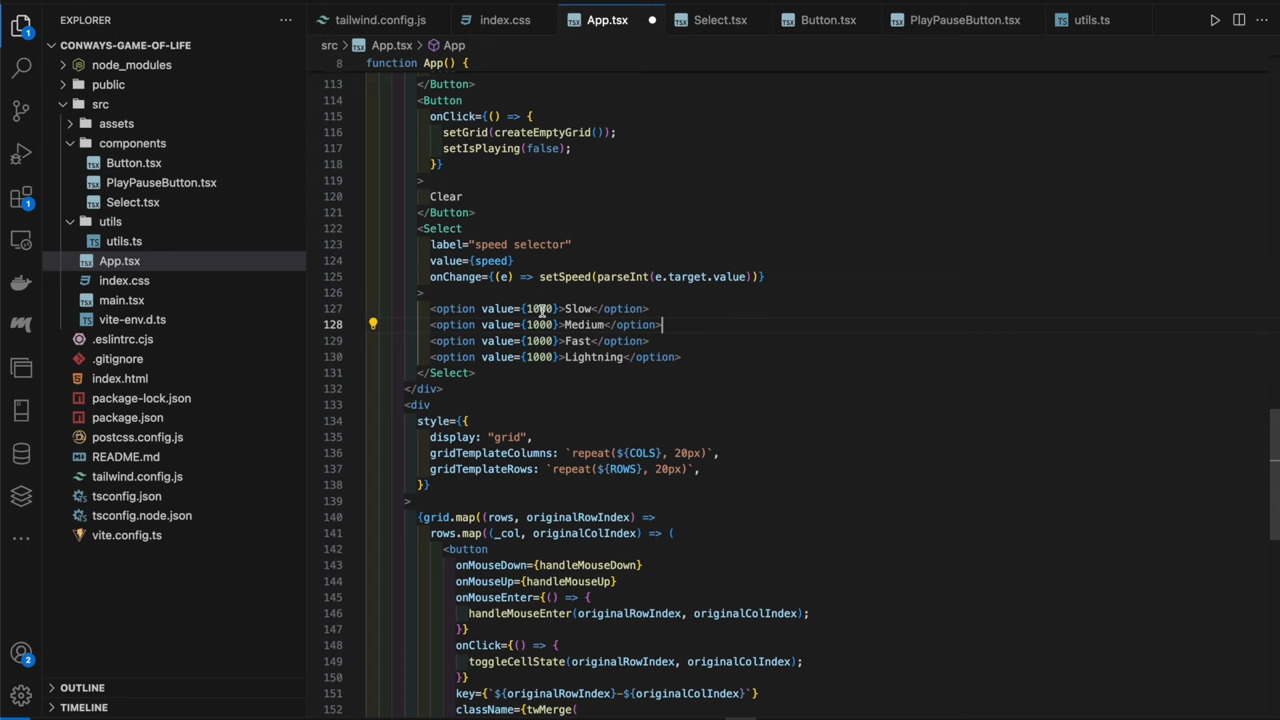 EXPLORER
CONWAYS-GAME-OF-LIFE
node_modules
public
src
assets
components
Button.tsx
PlayPauseButton.tsx
Select.tsx
utils
utils.ts
App.tsx
index.css
main.tsx
vite-env.d.ts
.eslintrc.cjs
.gitignore
index.html
package-lock.json
package.json
postcss.config.js
README.md
tailwind.config.js
tsconfig.json
tsconfig.node.json
vite.config.ts
OUTLINE
TIMELINE
1
1
2
tailwind.config.js index.css App.tsx Select.tsx Button.tsx PlayPauseButton.tsx utils.ts
src > App.tsx > App
8 function App() {
113 </Button>
114 <Button
115 onClick={() => {
116 setGrid(createEmptyGrid());
117 setIsPlaying(false);
118 }}
119 >
120 Clear
121 </Button>
122 <Select
123 label="speed selector"
124 value={speed}
125 onChange={(e) => setSpeed(parseInt(e.target.value))}
126 >
127 <option value={1000}>Slow</option>
128 <option value={1000}>Medium</option>
129 <option value={1000}>Fast</option>
130 <option value={1000}>Lightning</option>
131 </Select>
132 </div>
133 <div
134 style={{
135 display: "grid",
136 gridTemplateColumns: `repeat(${COLS}, 20px)`,
137 gridTemplateRows: `repeat(${ROWS}, 20px)`,
138 }}
139 >
140 {grid.map((rows, originalRowIndex) =>
141 rows.map((_col, originalColIndex) => (
142 <button
143 onMouseDown={handleMouseDown}
144 onMouseUp={handleMouseUp}
145 onMouseEnter={() => {
146 handleMouseEnter(originalRowIndex, originalColIndex);
147 }}
148 onClick={() => {
149 toggleCellState(originalRowIndex, originalColIndex);
150 }}
151 key={`${originalRowIndex}-${originalColIndex}`}
152 className={twMerge(